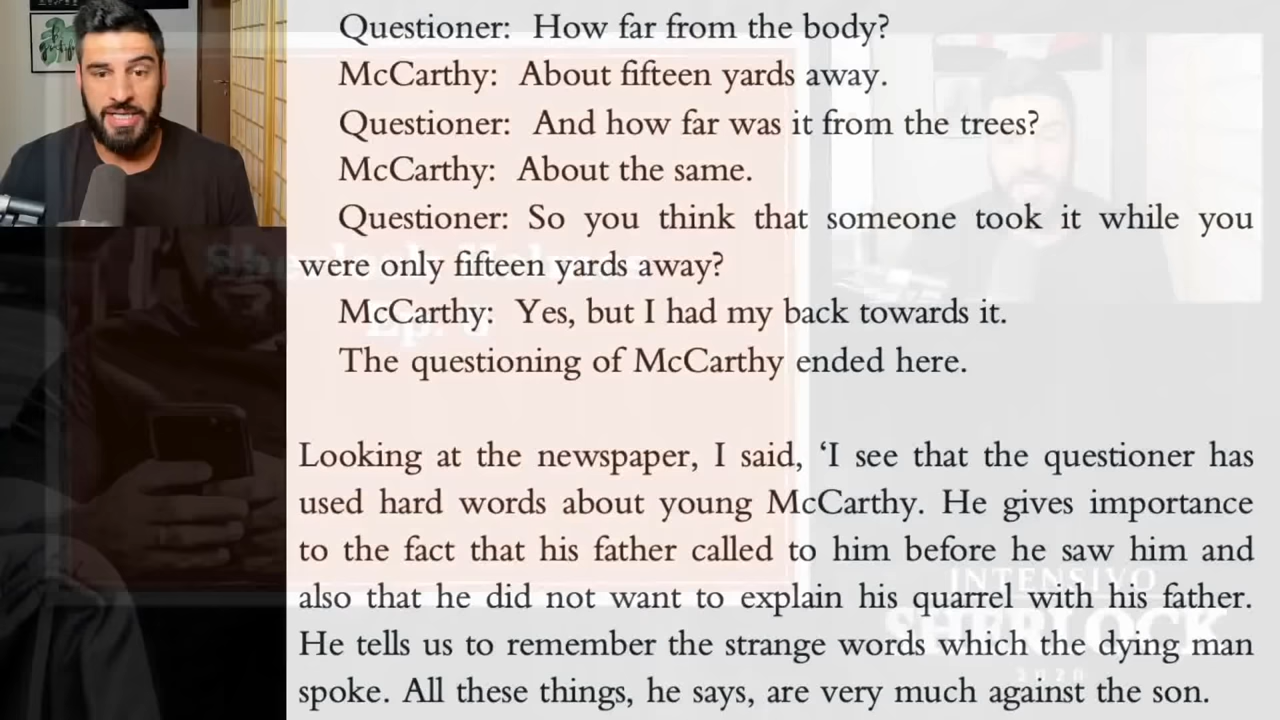 Questioner: How far from the body?
McCarthy: About fifteen yards away.
Questioner: And how far was it from the trees?
McCarthy: About the same.
Questioner: So you think that someone took it while you
were only fifteen yards away?
McCarthy: Yes, but I had my back towards it.
The questioning of McCarthy ended here.
Looking at the newspaper, I said, ‘I see that the questioner has
used hard words about young McCarthy. He gives importance
to the fact that his father called to him before he saw him and
also that he did not want to explain his quarrel with his father.
He tells us to remember the strange words which the dying man
spoke. All these things, he says, are very much against the son.
INTENSIVO
SHERLOCK
2020